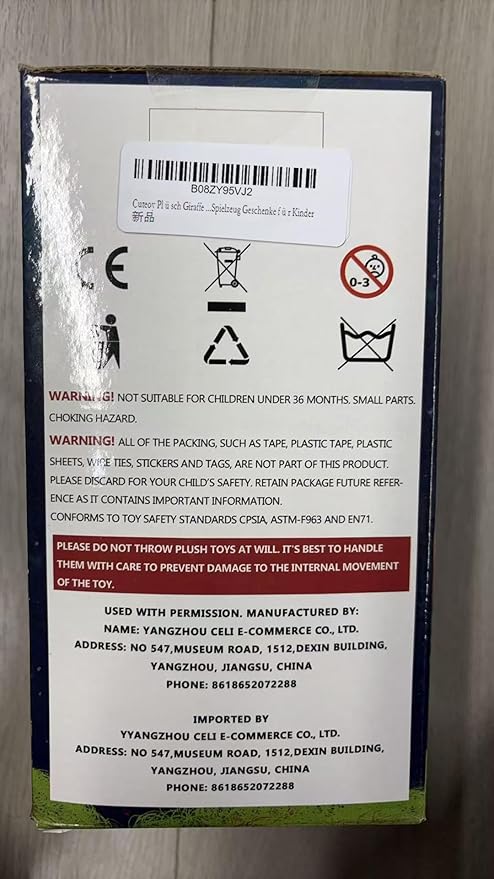 B08ZY95VJ2
Cuteov Pl ü sch Giraffe ...Spielzeug Geschenke f ü r Kinder
新品
CE
0-3
WARNING! NOT SUITABLE FOR CHILDREN UNDER 36 MONTHS. SMALL PARTS.
CHOKING HAZARD.
WARNING! ALL OF THE PACKING, SUCH AS TAPE, PLASTIC TAPE, PLASTIC
SHEETS, WIRE TIES, STICKERS AND TAGS, ARE NOT PART OF THIS PRODUCT.
PLEASE DISCARD FOR YOUR CHILD'S SAFETY. RETAIN PACKAGE FUTURE REFER-
ENCE AS IT CONTAINS IMPORTANT INFORMATION.
CONFORMS TO TOY SAFETY STANDARDS CPSIA, ASTM-F963 AND EN71.
PLEASE DO NOT THROW PLUSH TOYS AT WILL. IT'S BEST TO HANDLE
THEM WITH CARE TO PREVENT DAMAGE TO THE INTERNAL MOVEMENT
OF THE TOY.
USED WITH PERMISSION. MANUFACTURED BY:
NAME: YANGZHOU CELI E-COMMERCE CO., LTD.
ADDRESS: NO 547,MUSEUM ROAD, 1512,DEXIN BUILDING,
YANGZHOU, JIANGSU, CHINA
PHONE: 8618652072288
IMPORTED BY
YYANGZHOU CELI E-COMMERCE CO., LTD.
ADDRESS: NO 547,MUSEUM ROAD, 1512,DEXIN BUILDING,
YANGZHOU, JIANGSU, CHINA
PHONE: 8618652072288